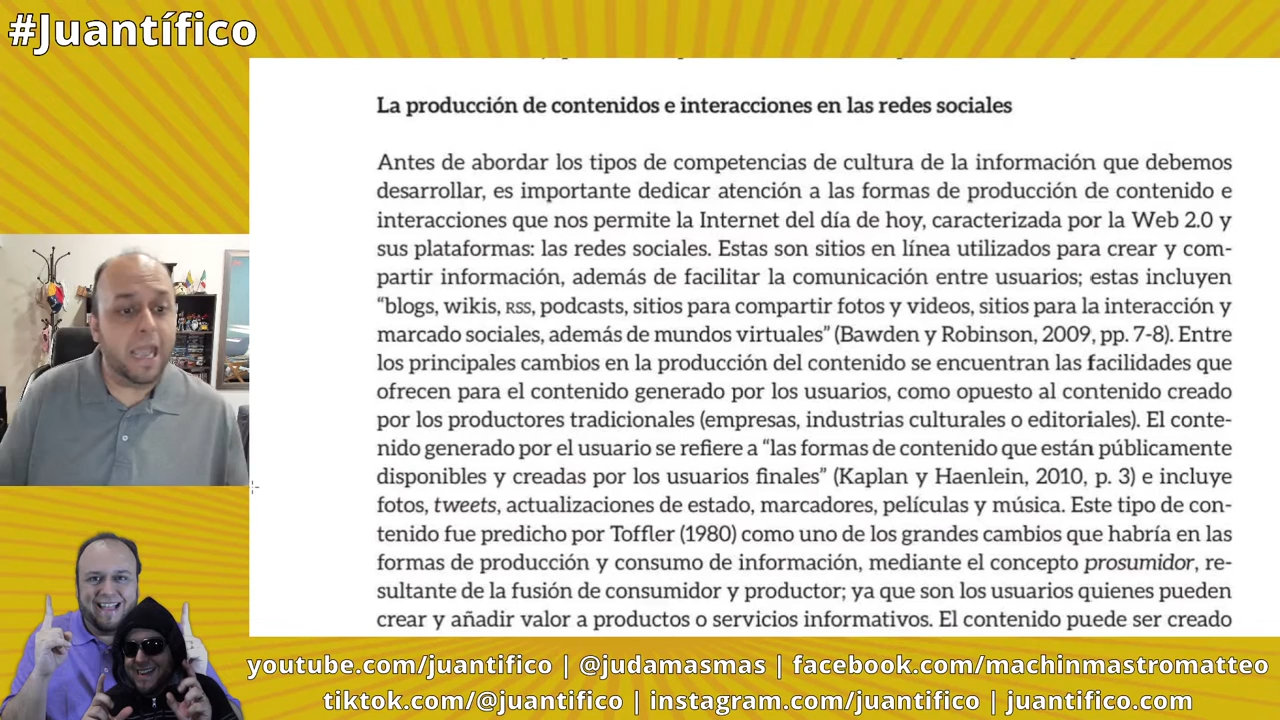 #Juantífico
La producción de contenidos e interacciones en las redes sociales
Antes de abordar los tipos de competencias de cultura de la información que debemos
desarrollar, es importante dedicar atención a las formas de producción de contenido e
interacciones que nos permite la Internet del día de hoy, caracterizada por la Web 2.0 y
sus plataformas: las redes sociales. Estas son sitios en línea utilizados para crear y com-
partir información, además de facilitar la comunicación entre usuarios; estas incluyen
“blogs, wikis, RSS, podcasts, sitios para compartir fotos y videos, sitios para la interacción y
marcado sociales, además de mundos virtuales” (Bawden y Robinson, 2009, pp. 7-8). Entre
los principales cambios en la producción del contenido se encuentran las facilidades que
ofrecen para el contenido generado por los usuarios, como opuesto al contenido creado
por los productores tradicionales (empresas, industrias culturales o editoriales). El conte-
nido generado por el usuario se refiere a “las formas de contenido que están públicamente
disponibles y creadas por los usuarios finales” (Kaplan y Haenlein, 2010, p. 3) e incluye
fotos, tweets, actualizaciones de estado, marcadores, películas y música. Este tipo de con-
tenido fue predicho por Toffler (1980) como uno de los grandes cambios que habría en las
formas de producción y consumo de información, mediante el concepto prosumidor, re-
sultante de la fusión de consumidor y productor; ya que son los usuarios quienes pueden
crear y añadir valor a productos o servicios informativos. El contenido puede ser creado
youtube.com/juantifico | @judamasmas | facebook.com/machinmastromatteo
tiktok.com/@juantifico | instagram.com/juantifico | juantifico.com